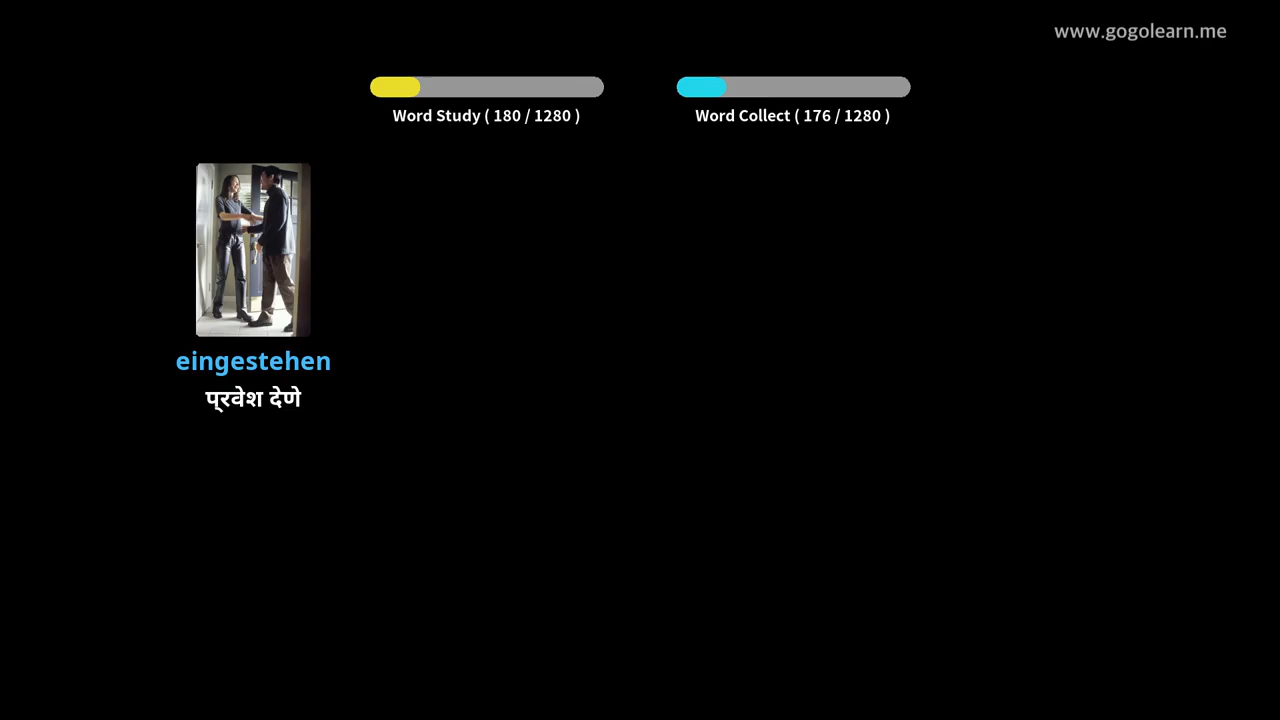 www.gogolearn.me
Word Study ( 180 / 1280 )
Word Collect ( 176 / 1280 )
eingestehen
प्रवेश देणे